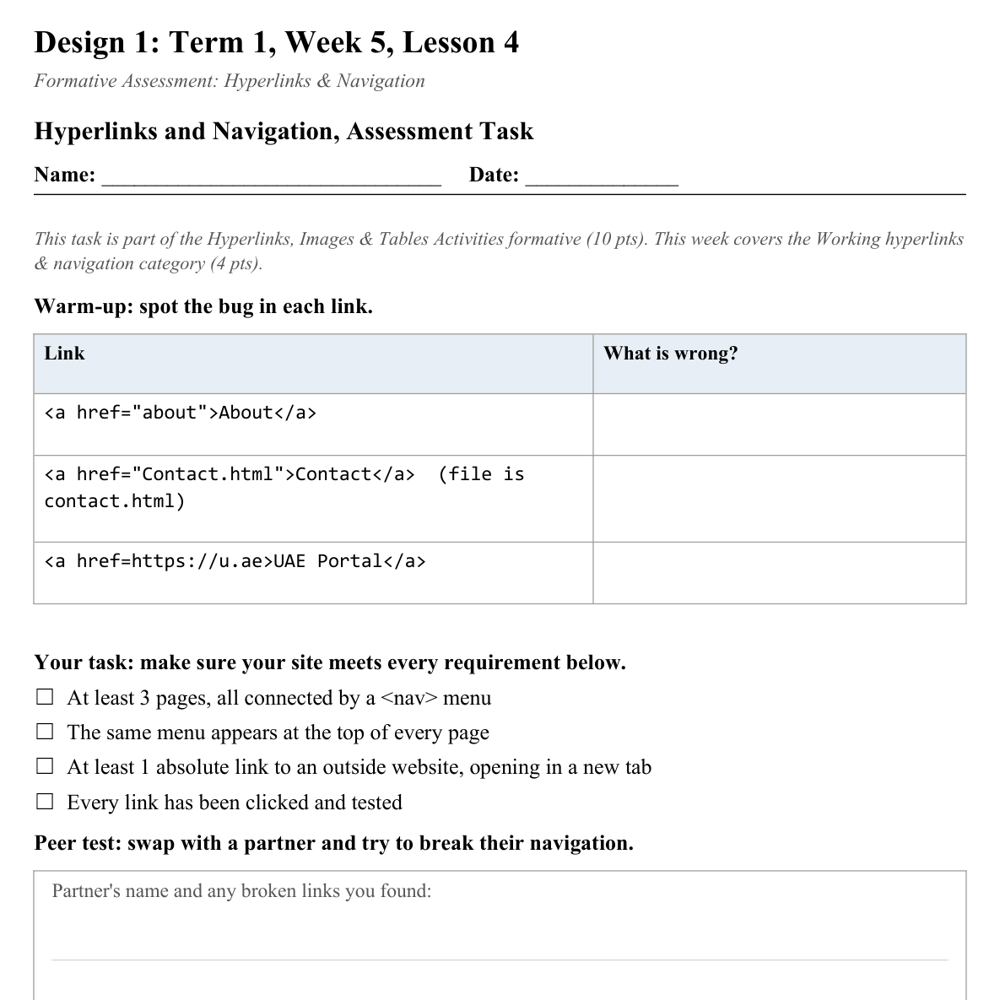 Design 1: Term 1, Week 5, Lesson 4
Formative Assessment: Hyperlinks & Navigation
Hyperlinks and Navigation, Assessment Task
Name: _______________________________ Date: ______________
This task is part of the Hyperlinks, Images & Tables Activities formative (10 pts). This week covers the Working hyperlinks
& navigation category (4 pts).
Warm-up: spot the bug in each link.
Link What is wrong?
<a href="about">About</a>
<a href="Contact.html">Contact</a>  (file is
contact.html)
<a href=https://u.ae>UAE Portal</a>
Your task: make sure your site meets every requirement below.
☐ At least 3 pages, all connected by a <nav> menu
☐ The same menu appears at the top of every page
☐ At least 1 absolute link to an outside website, opening in a new tab
☐ Every link has been clicked and tested
Peer test: swap with a partner and try to break their navigation.
Partner's name and any broken links you found: